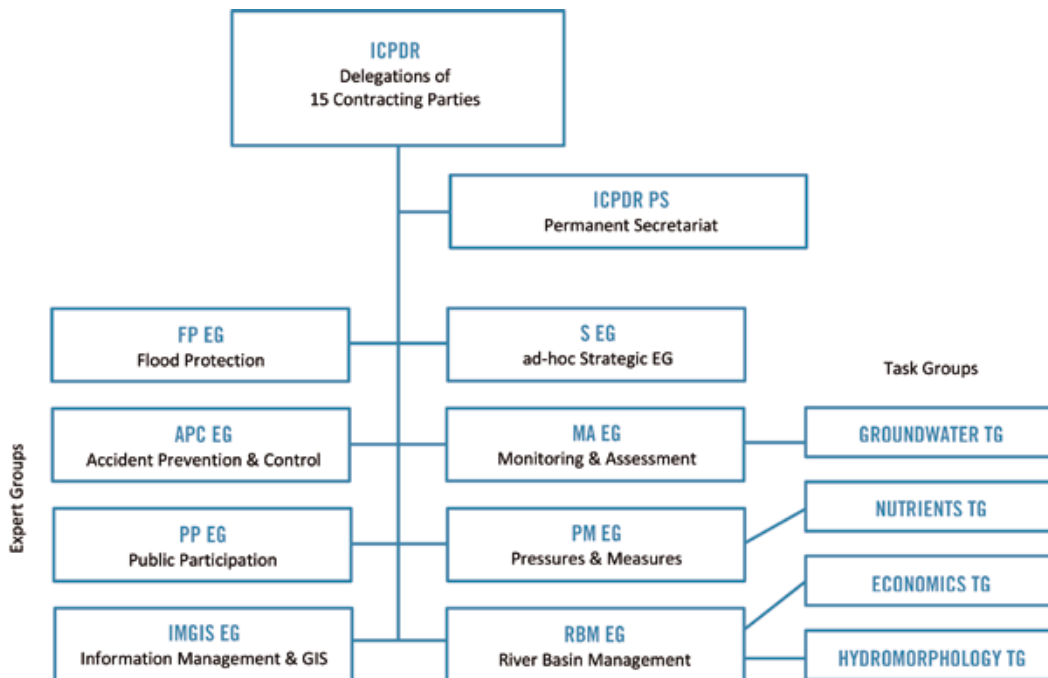 ICPDR
Delegations of
15 Contracting Parties
ICPDR PS
Permanent Secretariat
FP EG
Flood Protection
S EG
ad-hoc Strategic EG
Task Groups
APC EG
Accident Prevention & Control
MA EG
Monitoring & Assessment
GROUNDWATER TG
Expert Groups
PP EG
Public Participation
PM EG
Pressures & Measures
NUTRIENTS TG
ECONOMICS TG
IMGIS EG
Information Management & GIS
RBM EG
River Basin Management
HYDROMORPHOLOGY TG